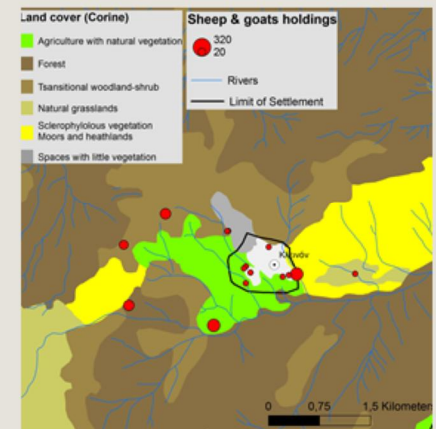 Land cover (Corine)
Agriculture with natural vegetation
Forest
Tsansitional woodland-shrub
Natural grasslands
Sclerophylolous vegetation
Moors and heathlands
Spaces with little vegetation
Sheep & goats holdings
320
20
Rivers
Limit of Settlement
0 0,75 1,5 Kilometers